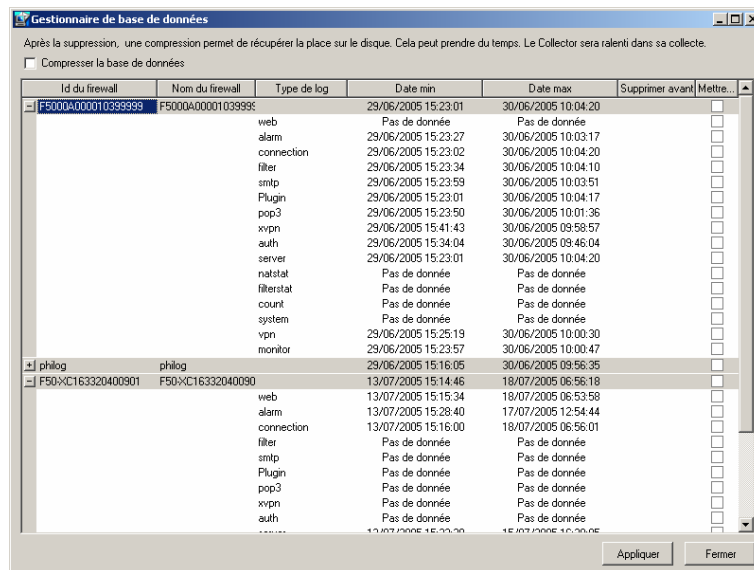 Gestionnaire de base de données
Après la suppression, une compression permet de récupérer la place sur le disque. Cela peut prendre du temps. Le Collector sera ralenti dans sa collecte.
Compresser la base de données
Id du firewall Nom du firewall Type de log Date min Date max Supprimer avant Mettre...
F5000A000010399999 F5000A00001039999 29/06/2005 15:23:01 30/06/2005 10:04:20
web Pas de donnée Pas de donnée
alarm 29/06/2005 15:23:27 30/06/2005 10:03:17
connection 29/06/2005 15:23:02 30/06/2005 10:04:20
filter 29/06/2005 15:23:34 30/06/2005 10:04:10
smtp 29/06/2005 15:23:59 30/06/2005 10:03:51
Plugin 29/06/2005 15:23:01 30/06/2005 10:04:17
pop3 29/06/2005 15:23:50 30/06/2005 10:01:36
xvpn 29/06/2005 15:41:43 30/06/2005 09:58:57
auth 29/06/2005 15:34:04 30/06/2005 09:46:04
server 29/06/2005 15:23:01 30/06/2005 10:04:20
natstat Pas de donnée Pas de donnée
filterstat Pas de donnée Pas de donnée
count Pas de donnée Pas de donnée
system Pas de donnée Pas de donnée
vpn 29/06/2005 15:25:19 30/06/2005 10:00:30
monitor 29/06/2005 15:23:57 30/06/2005 10:00:47
philog philog 29/06/2005 15:16:05 30/06/2005 09:56:35
F50-XC163320400901 F50-XC16332040090 13/07/2005 15:14:46 18/07/2005 06:56:18
web 13/07/2005 15:15:34 18/07/2005 06:53:58
alarm 13/07/2005 15:28:40 17/07/2005 12:54:44
connection 13/07/2005 15:16:00 18/07/2005 06:56:01
filter Pas de donnée Pas de donnée
smtp Pas de donnée Pas de donnée
Plugin Pas de donnée Pas de donnée
pop3 Pas de donnée Pas de donnée
xvpn Pas de donnée Pas de donnée
auth Pas de donnée Pas de donnée
Appliquer Fermer